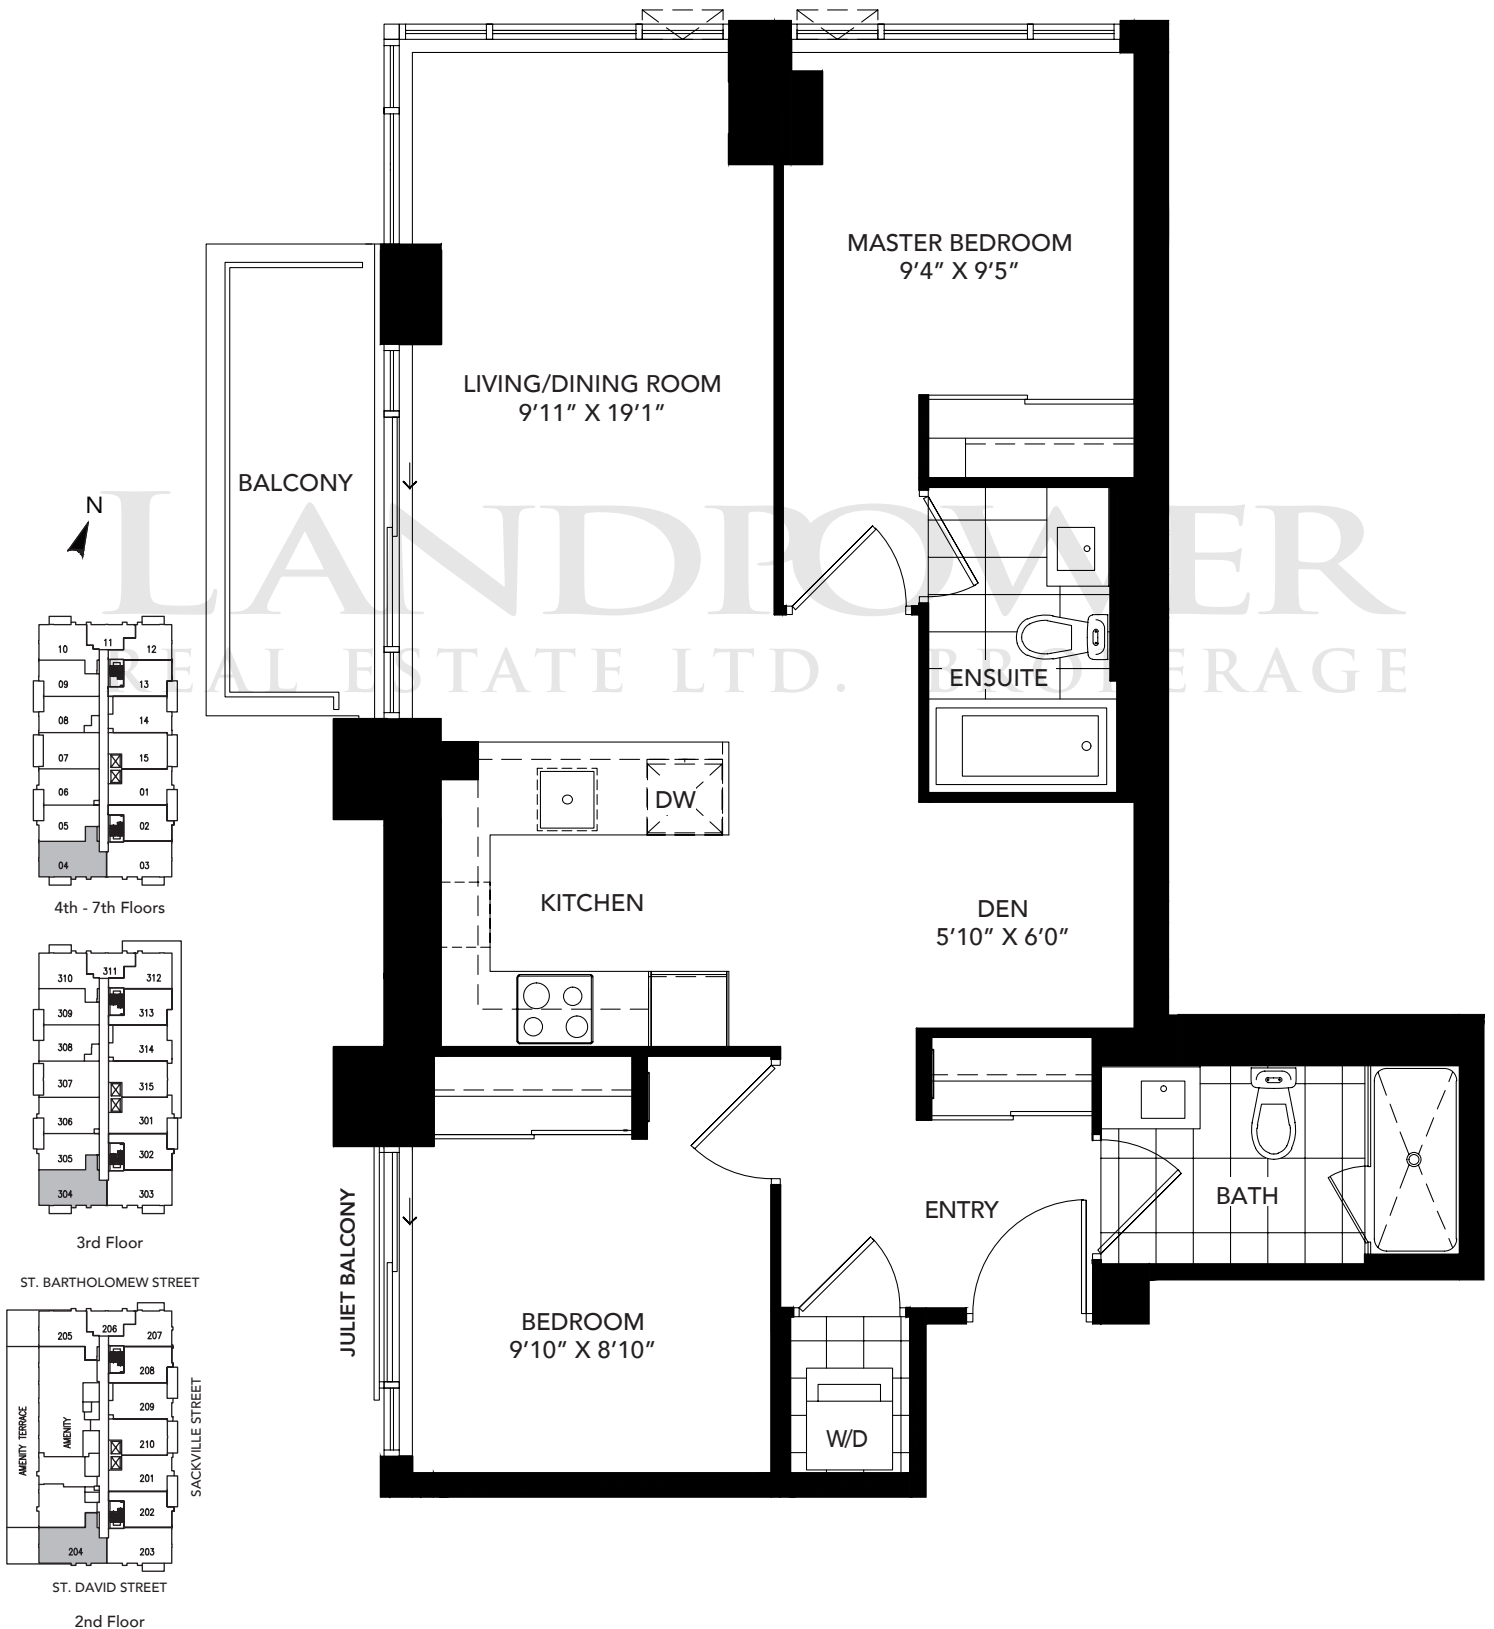 MASTER BEDROOM
9'4" X 9'5"
LIVING/DINING ROOM
9'11" X 19'1"
BALCONY
N
LANDPOWER
REAL ESTATE LTD. BROKERAGE
ENSUITE
DW
KITCHEN
DEN
5'10" X 6'0"
ENTRY
BATH
JULIET BALCONY
BEDROOM
9'10" X 8'10"
W/D
10 11 12
09 13
08 14
07 15
06 01
05 02
04 03
4th - 7th Floors
310 311 312
309 313
308 314
307 315
306 301
305 302
304 303
3rd Floor
ST. BARTHOLOMEW STREET
205 206 207
208
209
210
201
202
204 203
AMENITY TERRACE
AMENITY
SACKVILLE STREET
ST. DAVID STREET
2nd Floor